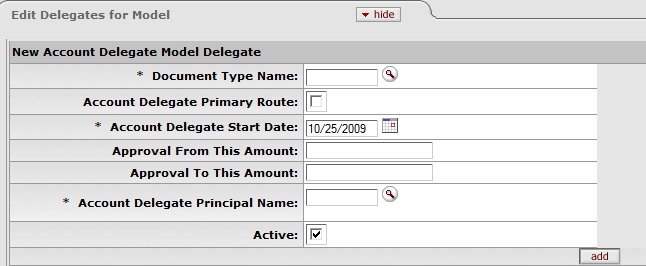 Edit Delegates for Model
hide
New Account Delegate Model Delegate
* Document Type Name:
Account Delegate Primary Route:
* Account Delegate Start Date: 10/25/2009
Approval From This Amount:
Approval To This Amount:
* Account Delegate Principal Name:
Active:
add